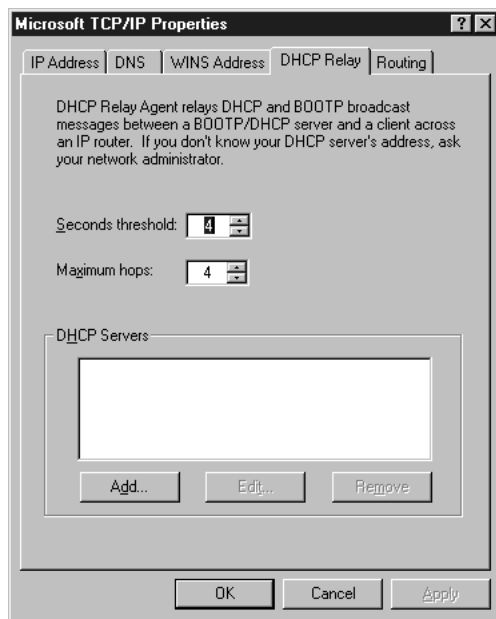 Microsoft TCP/IP Properties
? X
IP Address DNS WINS Address DHCP Relay Routing
DHCP Relay Agent relays DHCP and BOOTP broadcast
messages between a BOOTP/DHCP server and a client across
an IP router. If you don't know your DHCP server's address, ask
your network administrator.
Seconds threshold: 4
Maximum hops: 4
DHCP Servers
Add... Edit... Remove
OK Cancel Apply